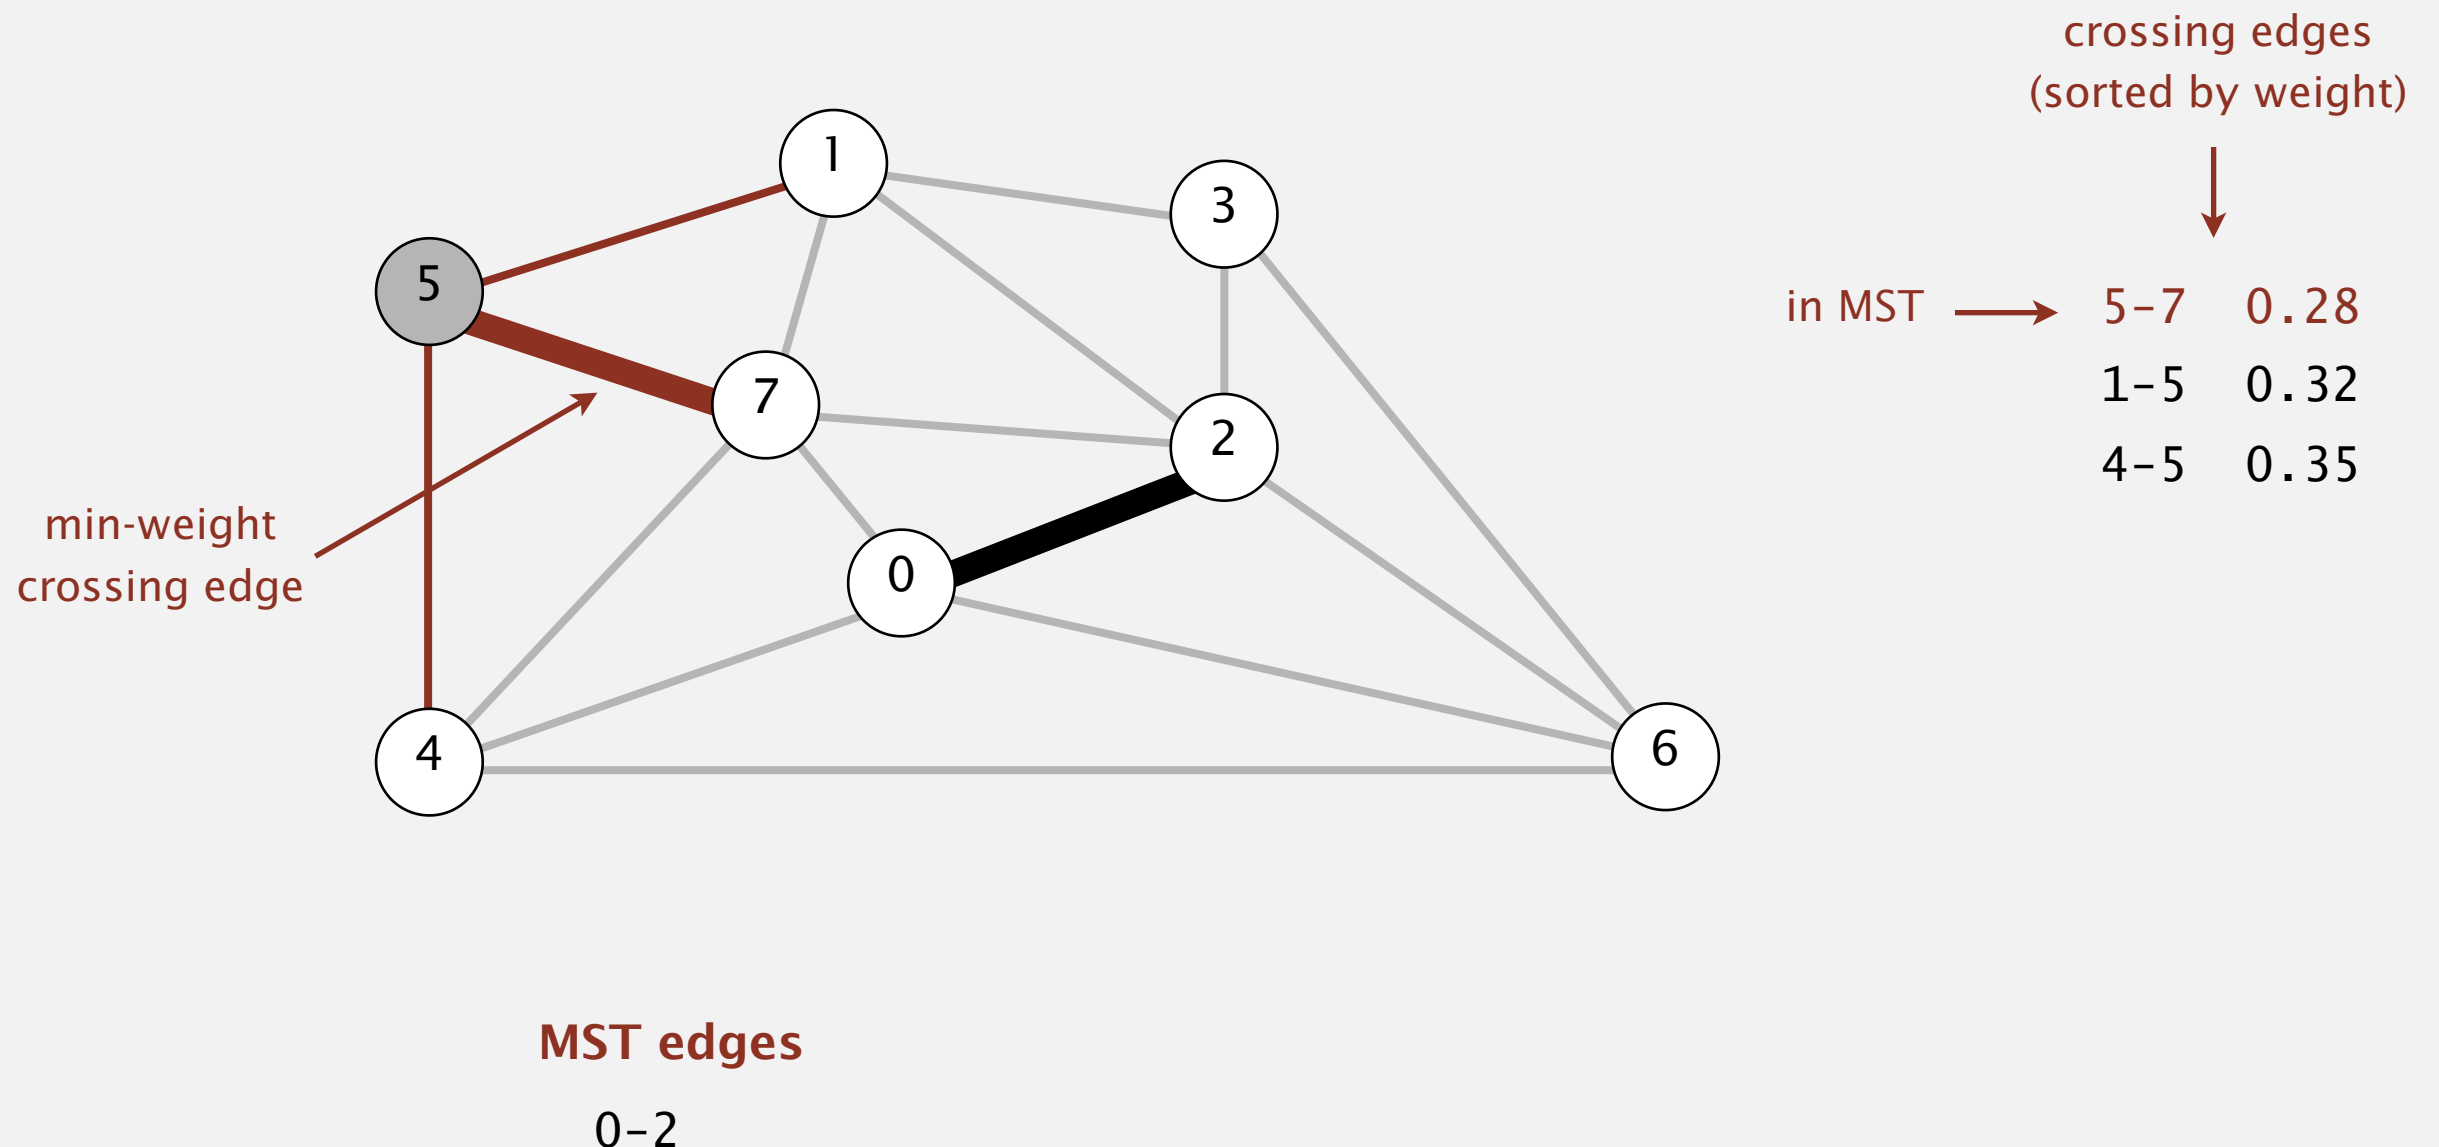 crossing edges
(sorted by weight)
1
3
5
in MST
5-7 0.28
7
1-5 0.32
2
4-5 0.35
min-weight
crossing edge
0
4
6
MST edges
0-2